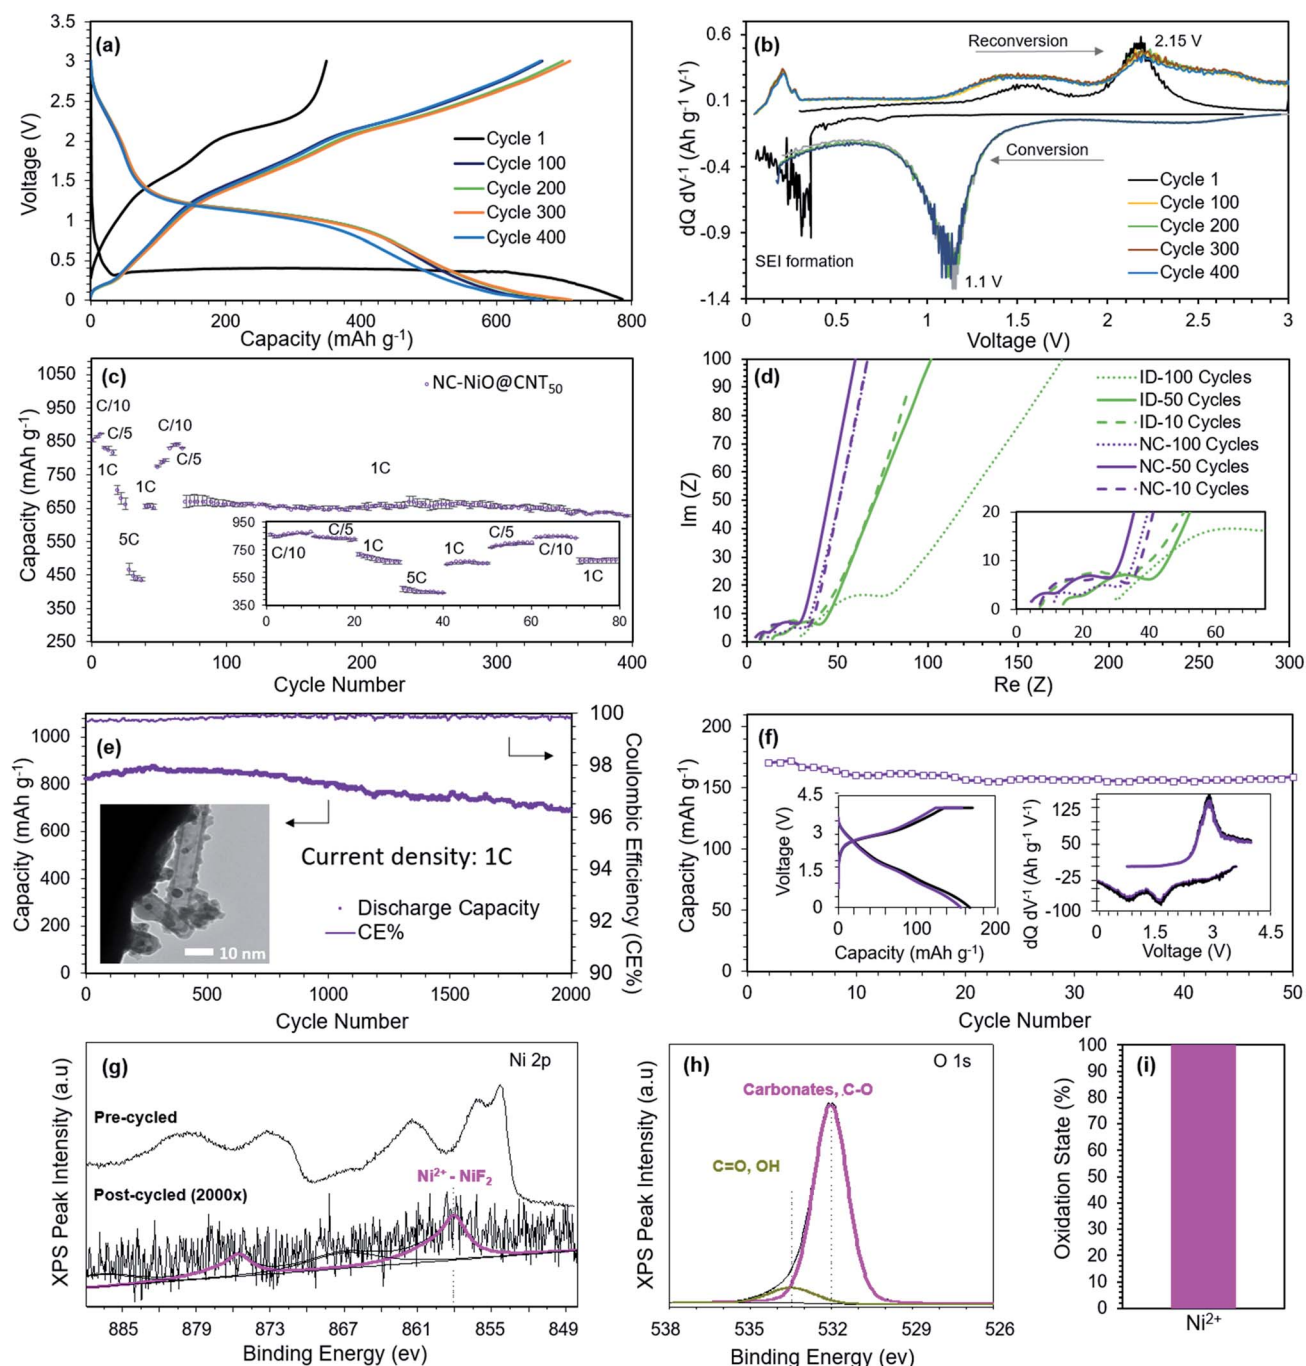 (a)
3.5
3
2.5
2
1.5
1
0.5
0
Voltage (V)
Cycle 1
Cycle 100
Cycle 200
Cycle 300
Cycle 400
0 200 400 600 800
Capacity (mAh g-1)
(b)
0.6
0.1
-0.4
-0.9
-1.4
dQ dV-1 (Ah g-1 V-1)
Reconversion
2.15 V
Conversion
SEI formation
1.1 V
Cycle 1
Cycle 100
Cycle 200
Cycle 300
Cycle 400
0 0.5 1 1.5 2 2.5 3
Voltage (V)
(c)
1050
950
850
750
650
550
450
350
250
Capacity (mAh g-1)
NC-NiO@CNT50
C/10
C/5
1C
5C
1C
C/10
C/5
1C
950
750
550
350
C/10
C/5
1C
5C
1C
C/5
C/10
1C
0 20 40 60 80
0 100 200 300 400
Cycle Number
(d)
100
90
80
70
60
50
40
30
20
10
0
Im (Z)
ID-100 Cycles
ID-50 Cycles
ID-10 Cycles
NC-100 Cycles
NC-50 Cycles
NC-10 Cycles
20
10
0
0 20 40 60
0 50 100 150 200 250 300
Re (Z)
(e)
1000
800
600
400
200
0
Capacity (mAh g-1)
100
98
96
94
92
90
Coulombic Efficiency (CE%)
Current density: 1C
Discharge Capacity
CE%
10 nm
0 500 1000 1500 2000
Cycle Number
(f)
200
150
100
50
0
Capacity (mAh g-1)
4.5
3
1.5
0
Voltage (V)
0 100 200
Capacity (mAh g-1)
125
50
-25
-100
dQ dV-1 (Ah g-1 V-1)
0 1.5 3 4.5
Voltage (V)
0 10 20 30 40 50
Cycle Number
(g)
Ni 2p
XPS Peak Intensity (a.u)
Pre-cycled
Ni2+ - NiF2
Post-cycled (2000x)
885 879 873 867 861 855 849
Binding Energy (ev)
(h)
O 1s
XPS Peak Intensity (a.u)
Carbonates, C-O
C=O, OH
538 535 532 529 526
Binding Energy (ev)
(i)
100
90
80
70
60
50
40
30
20
10
0
Oxidation State (%)
Ni2+